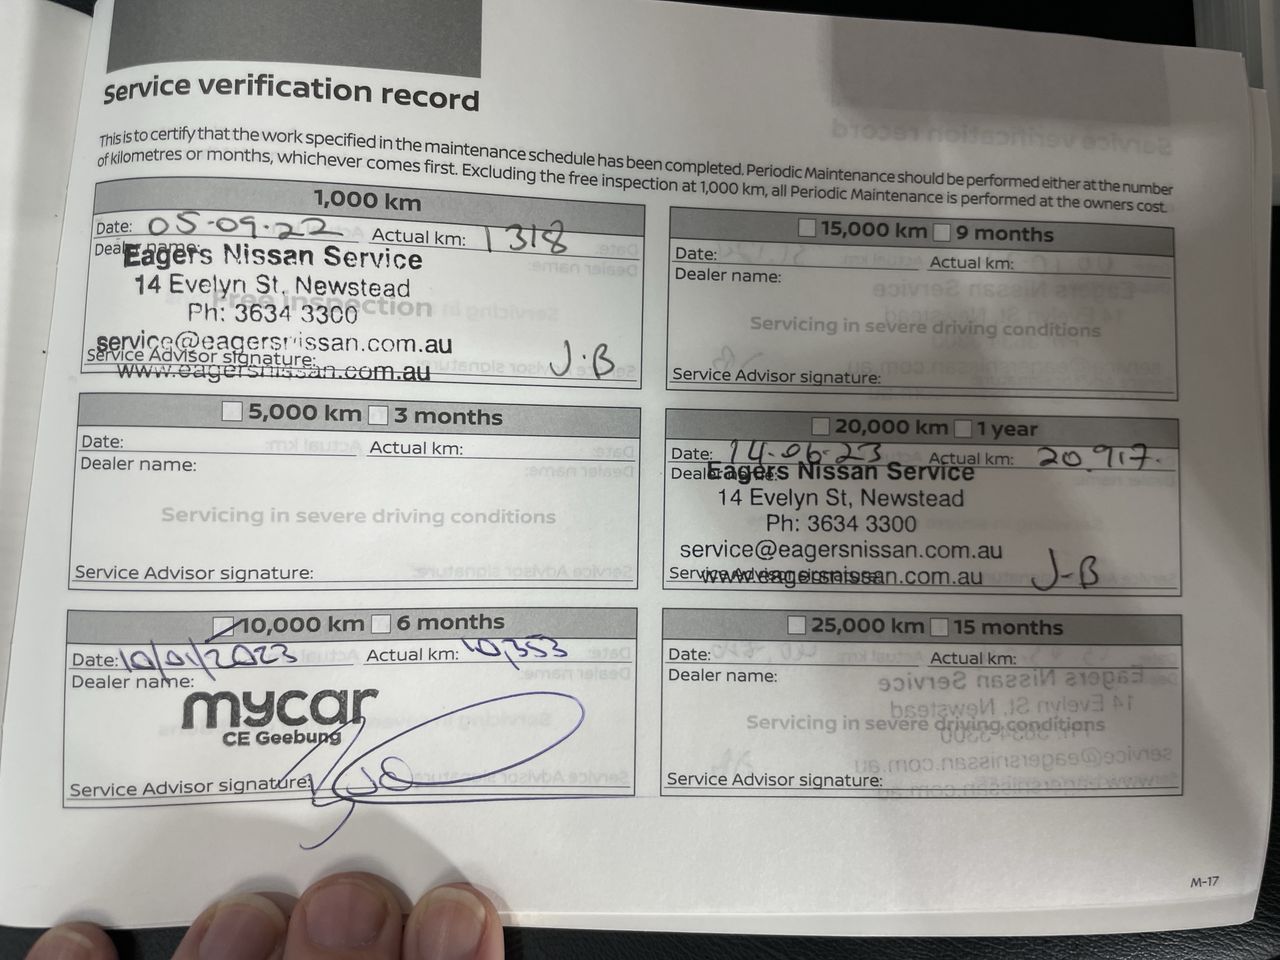 Service verification record
This is to certify that the work specified in the maintenance schedule has been completed. Periodic Maintenance should be performed either at the number
of kilometres or months, whichever comes first. Excluding the free inspection at 1,000 km, all Periodic Maintenance is performed at the owners cost.
1,000 km
Date: 05-09-22 Actual km: 1318
Dealer name:
Eagers Nissan Service
14 Evelyn St, Newstead
Free inspection
Ph: 3634 3300
service@eagersnissan.com.au
Service Advisor signature: J.B
www.eagersnissan.com.au
5,000 km 3 months
Date: Actual km:
Dealer name:
Servicing in severe driving conditions
Service Advisor signature:
10,000 km 6 months
Date: 10/01/2023 Actual km: 10,353
Dealer name:
mycar
CE Geebung
Service Advisor signature:
15,000 km 9 months
Date: Actual km:
Dealer name:
Servicing in severe driving conditions
Service Advisor signature:
20,000 km 1 year
Date: 14-06-23 Actual km: 20,917.
Dealer name:
Eagers Nissan Service
14 Evelyn St, Newstead
Ph: 3634 3300
service@eagersnissan.com.au
Service Advisor signature: J-B
www.eagersnissan.com.au
25,000 km 15 months
Date: Actual km:
Dealer name:
Servicing in severe driving conditions
Service Advisor signature:
M-17